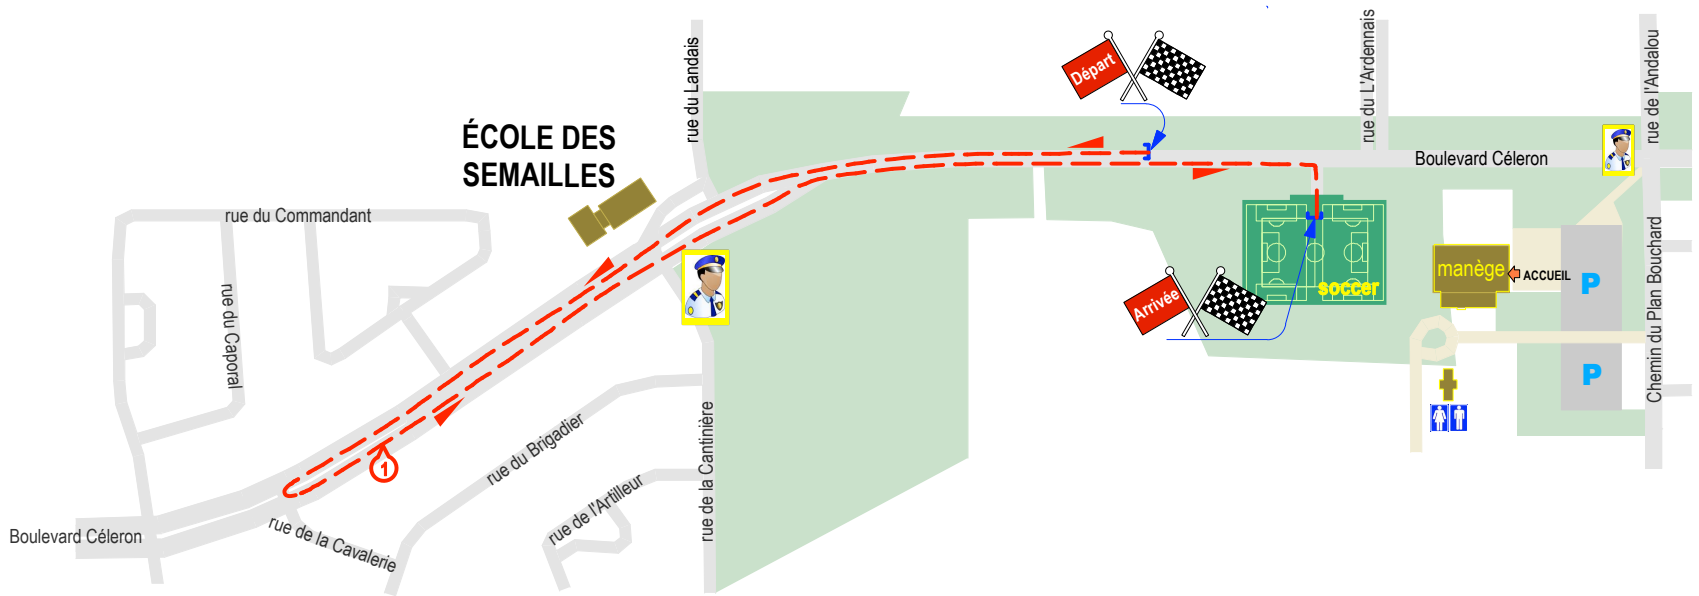 rue du Landais
rue du L'Ardennais
rue de l'Andalou
Départ
ÉCOLE DES
SEMAILLES
Boulevard Céleron
rue du Commandant
manège
ACCUEIL
soccer
Arrivée
P
P
Chemin du Plan Bouchard
rue du Caporal
1
rue du Brigadier
rue de la Cantinière
rue de l'Artilleur
rue de la Cavalerie
Boulevard Céleron